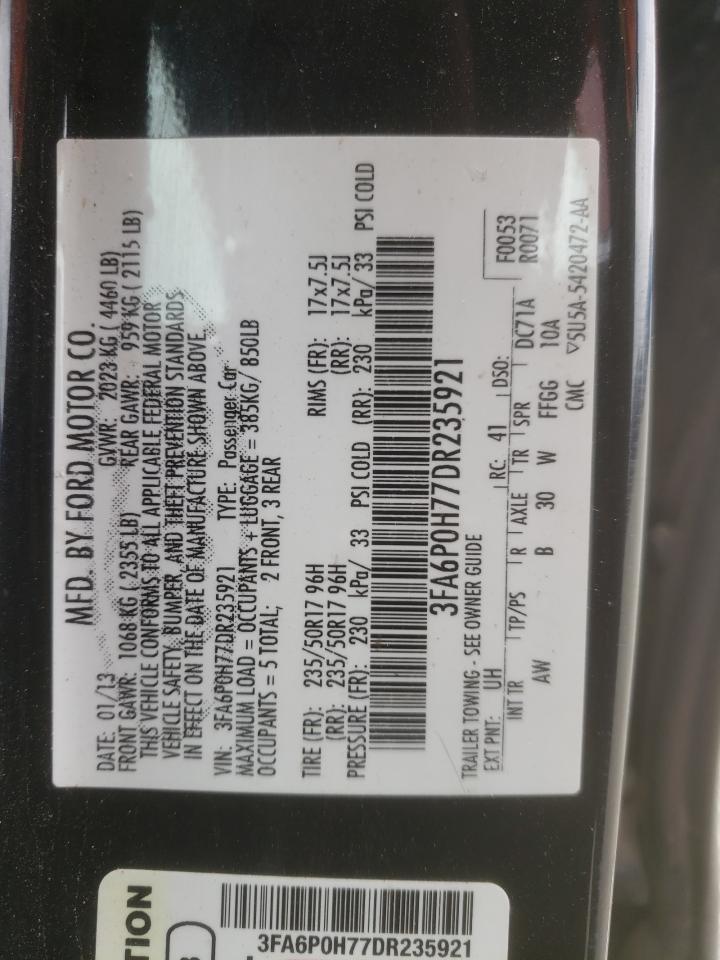 MFD. BY FORD MOTOR CO.
DATE: 01/13 GVWR: 2023 KG ( 4460 LB)
FRONT GAWR: 1068 KG ( 2355 LB) REAR GAWR: 959 KG ( 2115 LB)
THIS VEHICLE CONFORMS TO ALL APPLICABLE FEDERAL MOTOR
VEHICLE SAFETY, BUMPER, AND THEFT PREVENTION STANDARDS
IN EFFECT ON THE DATE OF MANUFACTURE SHOWN ABOVE.
VIN: 3FA6P0H77DR235921 TYPE: Passenger Car
MAXIMUM LOAD = OCCUPANTS + LUGGAGE = 385KG/ 850LB
OCCUPANTS = 5 TOTAL; 2 FRONT, 3 REAR
TIRE (FR): 235/50R17 96H RIMS (FR): 17x7.5J
(RR): 235/50R17 96H (RR): 17x7.5J
PRESSURE (FR): 230 kPa/ 33 PSI COLD (RR): 230 kPa/ 33 PSI COLD
3FA6P0H77DR235921
TRAILER TOWING - SEE OWNER GUIDE
EXT PNT: UH RC: 41 DSO: F0053
R0071
INT TR TP/PS R AXLE TR SPR DC71A
AW B 30 W FFGG 10A
CMC ▽5U5A-5420472-AA
TION
3FA6P0H77DR235921